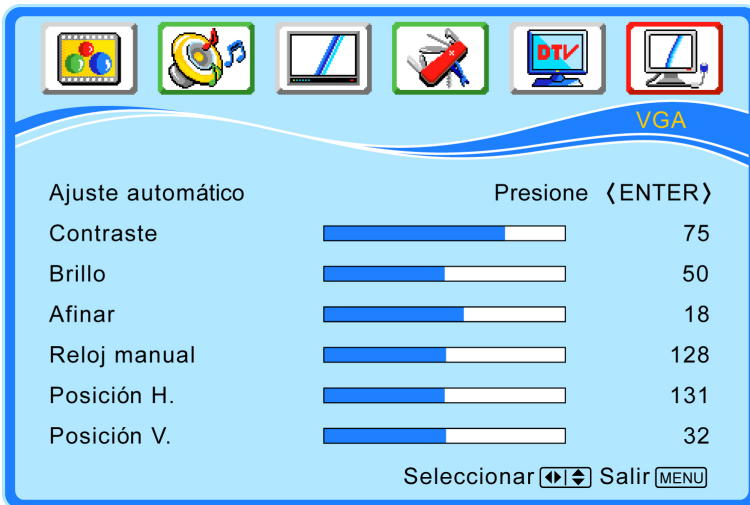 DTV
VGA
Ajuste automático Presione 〈ENTER〉
Contraste 75
Brillo 50
Afinar 18
Reloj manual 128
Posición H. 131
Posición V. 32
Seleccionar Salir MENU